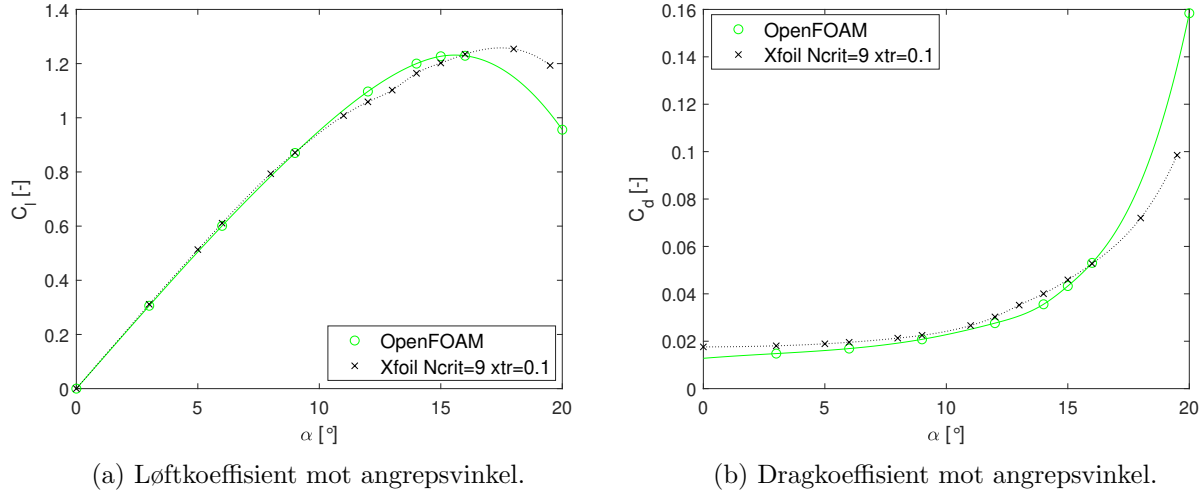 1.4
1.2
1
0.8
0.6
0.4
0.2
0
C_l [-]
0
5
10
15
20
α [°]
OpenFOAM
Xfoil Ncrit=9 xtr=0.1
(a) Løftkoeffisient mot angrepsvinkel.
0.16
0.14
0.12
0.1
0.08
0.06
0.04
0.02
0
C_d [-]
0
5
10
15
20
α [°]
OpenFOAM
Xfoil Ncrit=9 xtr=0.1
(b) Dragkoeffisient mot angrepsvinkel.